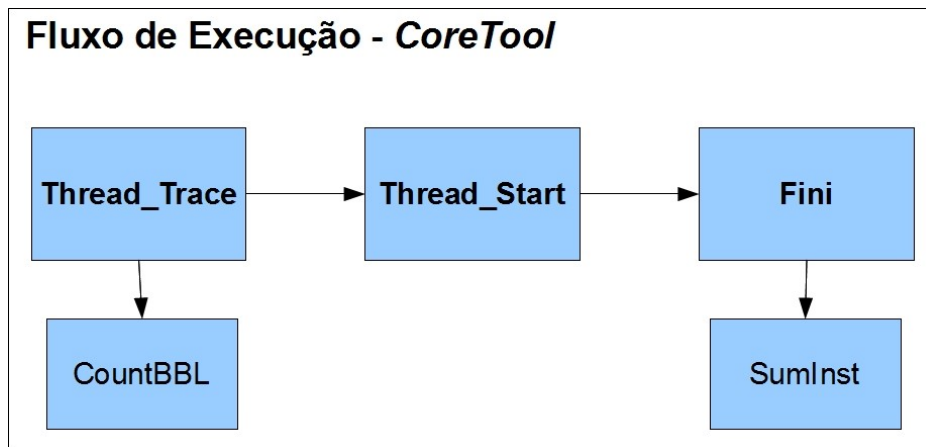 Fluxo de Execução - CoreTool
Thread_Trace
Thread_Start
Fini
CountBBL
SumInst